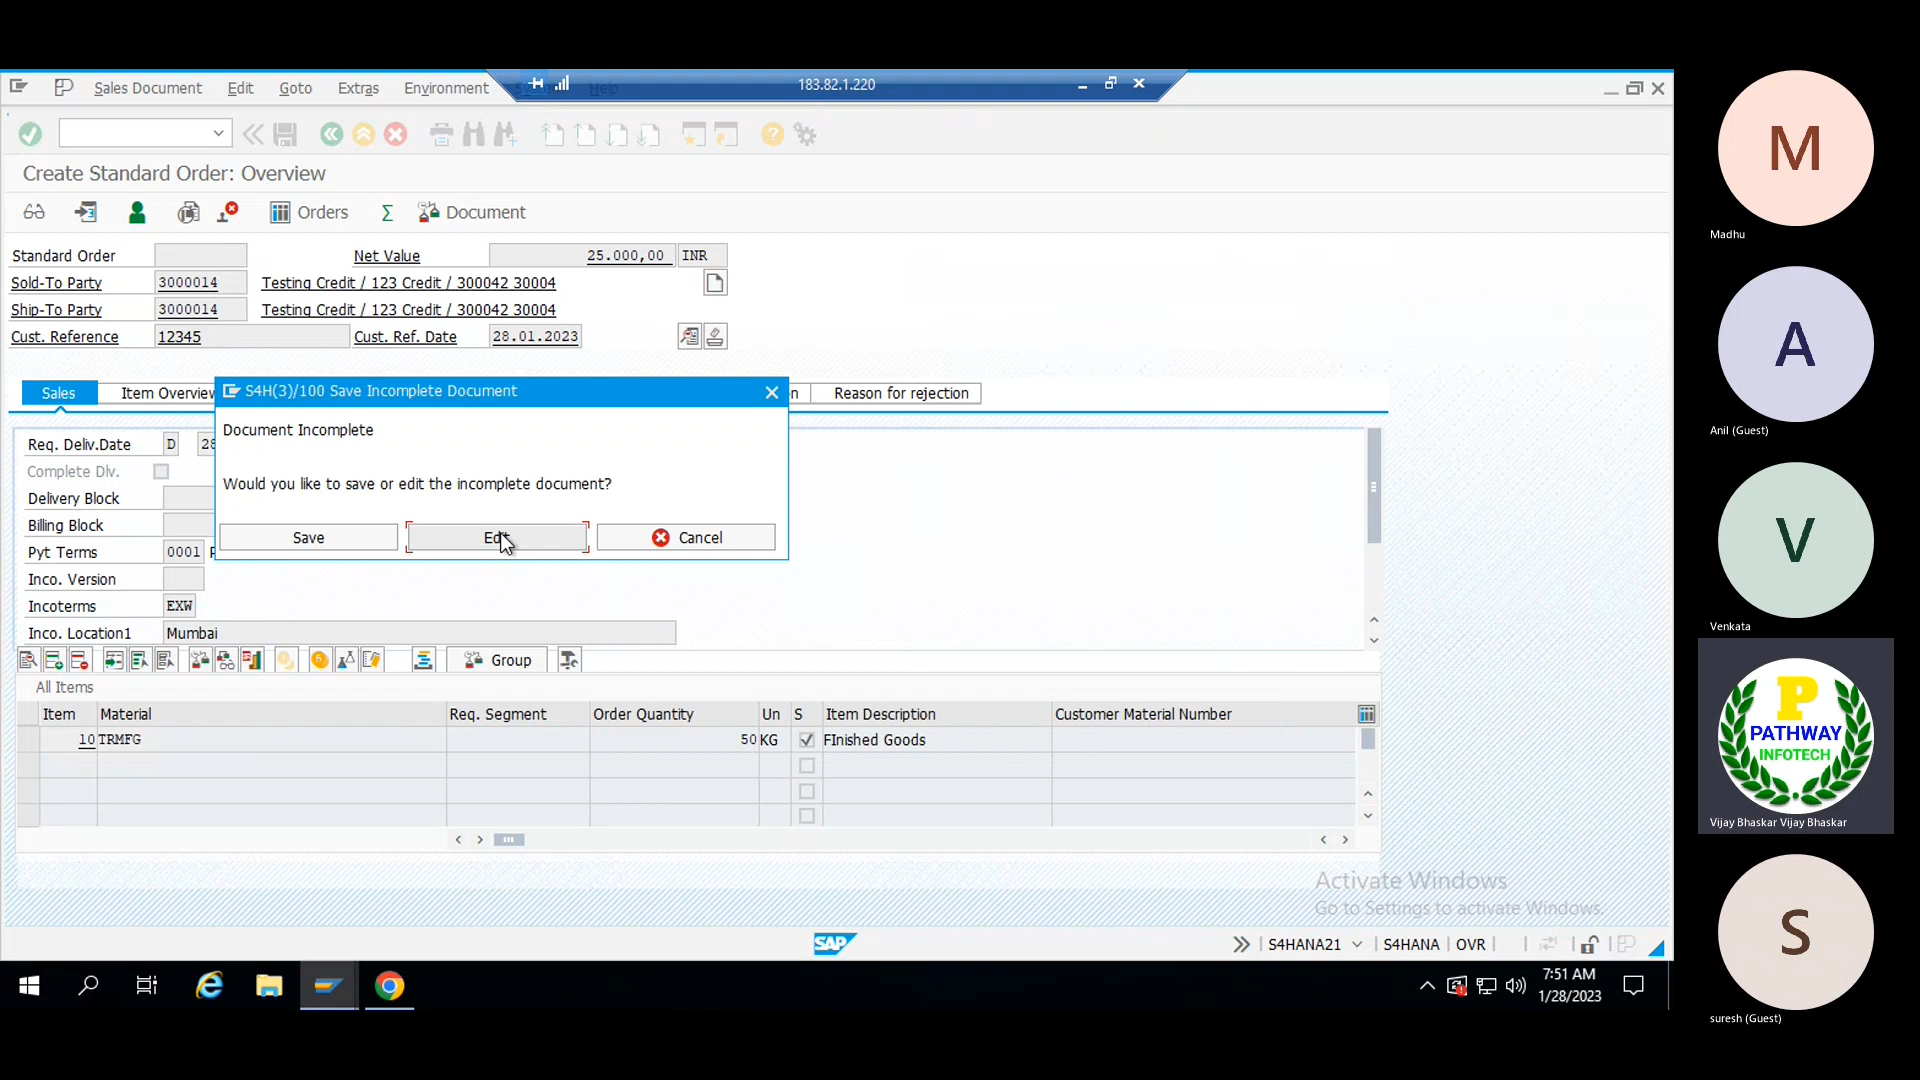 183.82.1.220
Sales Document Edit Goto Extras Environment Help
Create Standard Order: Overview
Orders Document
Standard Order Net Value 25.000,00 INR
Sold-To Party 3000014 Testing Credit / 123 Credit / 300042 30004
Ship-To Party 3000014 Testing Credit / 123 Credit / 300042 30004
Cust. Reference 12345 Cust. Ref. Date 28.01.2023
Sales Item Overview Reason for rejection
S4H(3)/100 Save Incomplete Document
Document Incomplete
Would you like to save or edit the incomplete document?
Save Edit Cancel
Req. Deliv.Date D 28
Complete Dlv.
Delivery Block
Billing Block
Pyt Terms 0001
Inco. Version
Incoterms EXW
Inco. Location1 Mumbai
Group
All Items
Item Material Req. Segment Order Quantity Un S Item Description Customer Material Number
10 TRMFG 50 KG FInished Goods
Activate Windows
Go to Settings to activate Windows.
SAP
S4HANA21 S4HANA OVR
7:51 AM
1/28/2023
M
Madhu
A
Anil (Guest)
V
Venkata
P
PATHWAY
INFOTECH
Vijay Bhaskar Vijay Bhaskar
S
suresh (Guest)